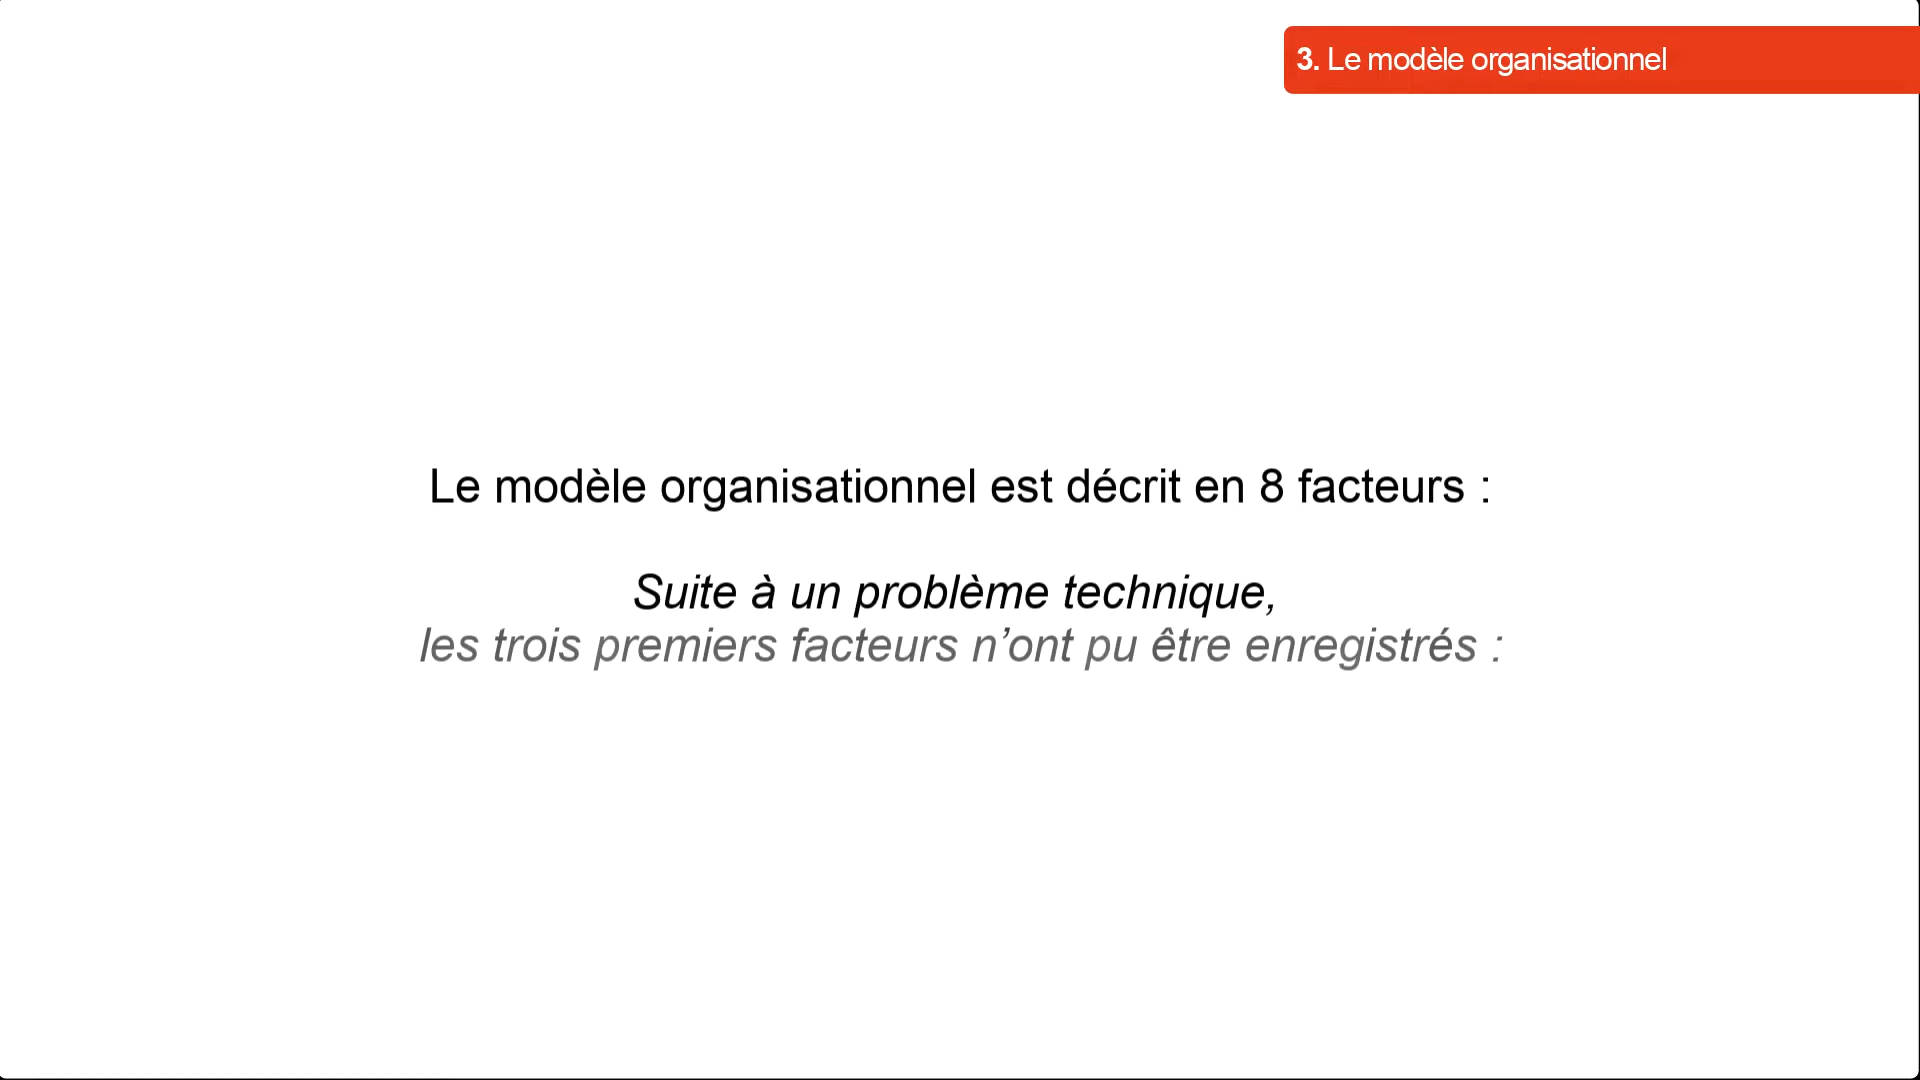 3. Le modèle organisationnel
Le modèle organisationnel est décrit en 8 facteurs :
Suite à un problème technique,
les trois premiers facteurs n’ont pu être enregistrés :